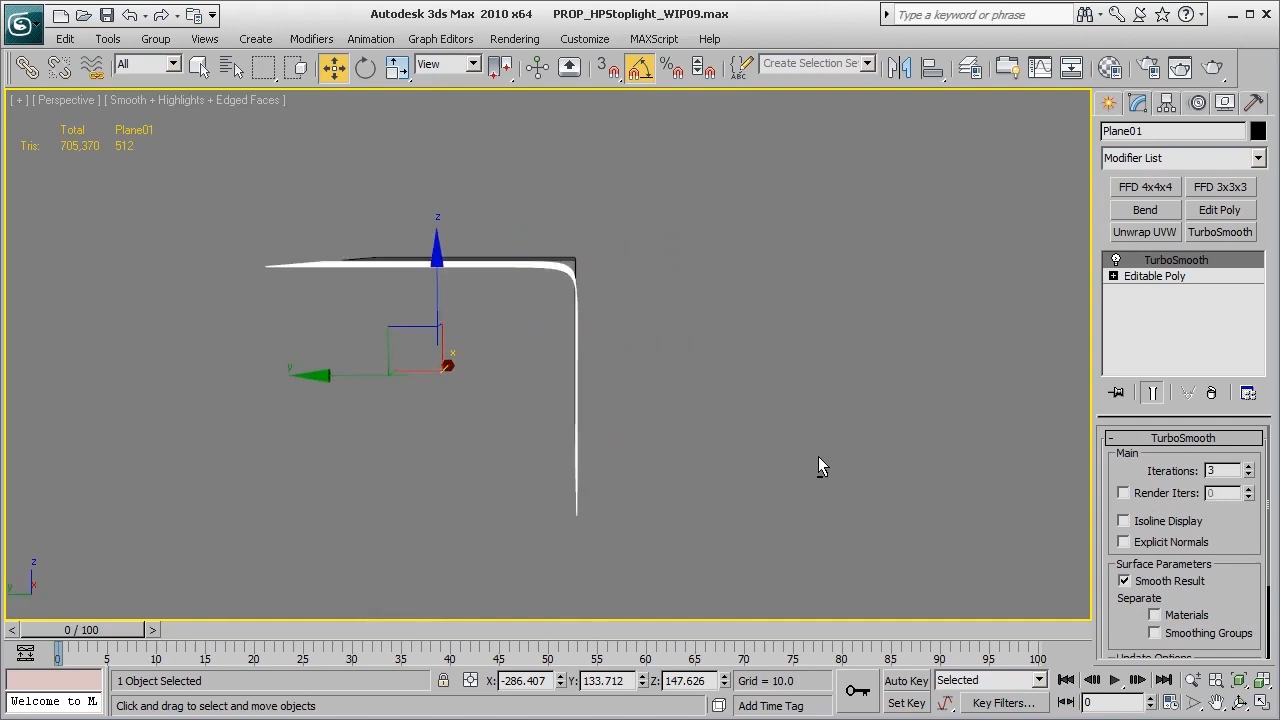 Autodesk 3ds Max 2010 x64 PROP_HPStoplight_WIP09.max
Type a keyword or phrase
Edit Tools Group Views Create Modifiers Animation Graph Editors Rendering Customize MAXScript Help
All View 3 % ABC Create Selection Se
[ + ] [ Perspective ] [ Smooth + Highlights + Edged Faces ]
Total Plane01
Tris: 705,370 512
z
y
x
z
y
x
Plane01
Modifier List
FFD 4x4x4 FFD 3x3x3
Bend Edit Poly
Unwrap UVW TurboSmooth
TurboSmooth
Editable Poly
- TurboSmooth
Main
Iterations: 3
Render Iters: 0
Isoline Display
Explicit Normals
Surface Parameters
Smooth Result
Separate
Materials
Smoothing Groups
Update Options
< 0 / 100 >
0 5 10 15 20 25 30 35 40 45 50 55 60 65 70 75 80 85 90 95 100
1 Object Selected X: -286.407 Y: 133.712 Z: 147.626 Grid = 10.0 Auto Key Selected
Welcome to M Click and drag to select and move objects Add Time Tag Set Key Key Filters... 0